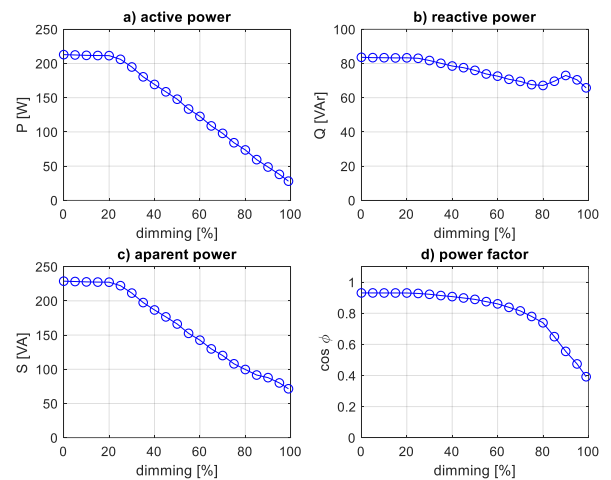 a) active power
250
200
150
100
50
0
P [W]
0 20 40 60 80 100
dimming [%]
b) reactive power
100
80
60
40
20
0
Q [VAr]
0 20 40 60 80 100
dimming [%]
c) apparent power
250
200
150
100
50
0
S [VA]
0 20 40 60 80 100
dimming [%]
d) power factor
1
0.8
0.6
0.4
0.2
0
cos ϕ
0 20 40 60 80 100
dimming [%]